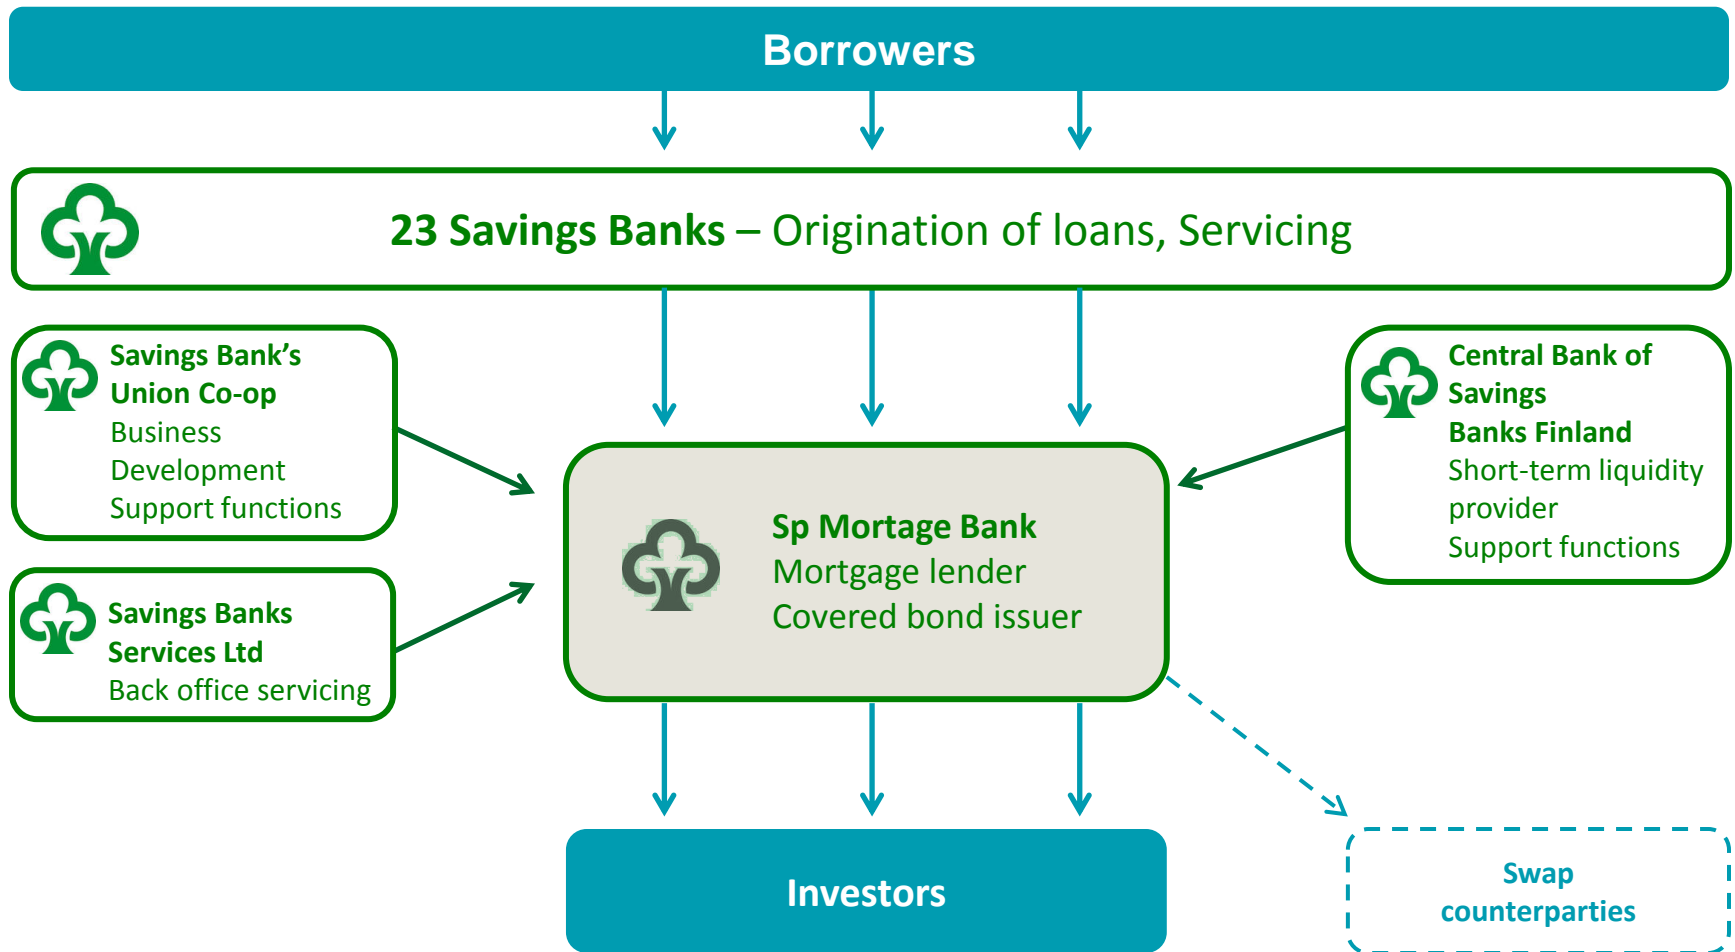 Borrowers
23 Savings Banks – Origination of loans, Servicing
Savings Bank’s
Union Co-op
Business
Development
Support functions
Central Bank of
Savings
Banks Finland
Short-term liquidity
provider
Support functions
Sp Mortage Bank
Mortgage lender
Covered bond issuer
Savings Banks
Services Ltd
Back office servicing
Investors
Swap
counterparties